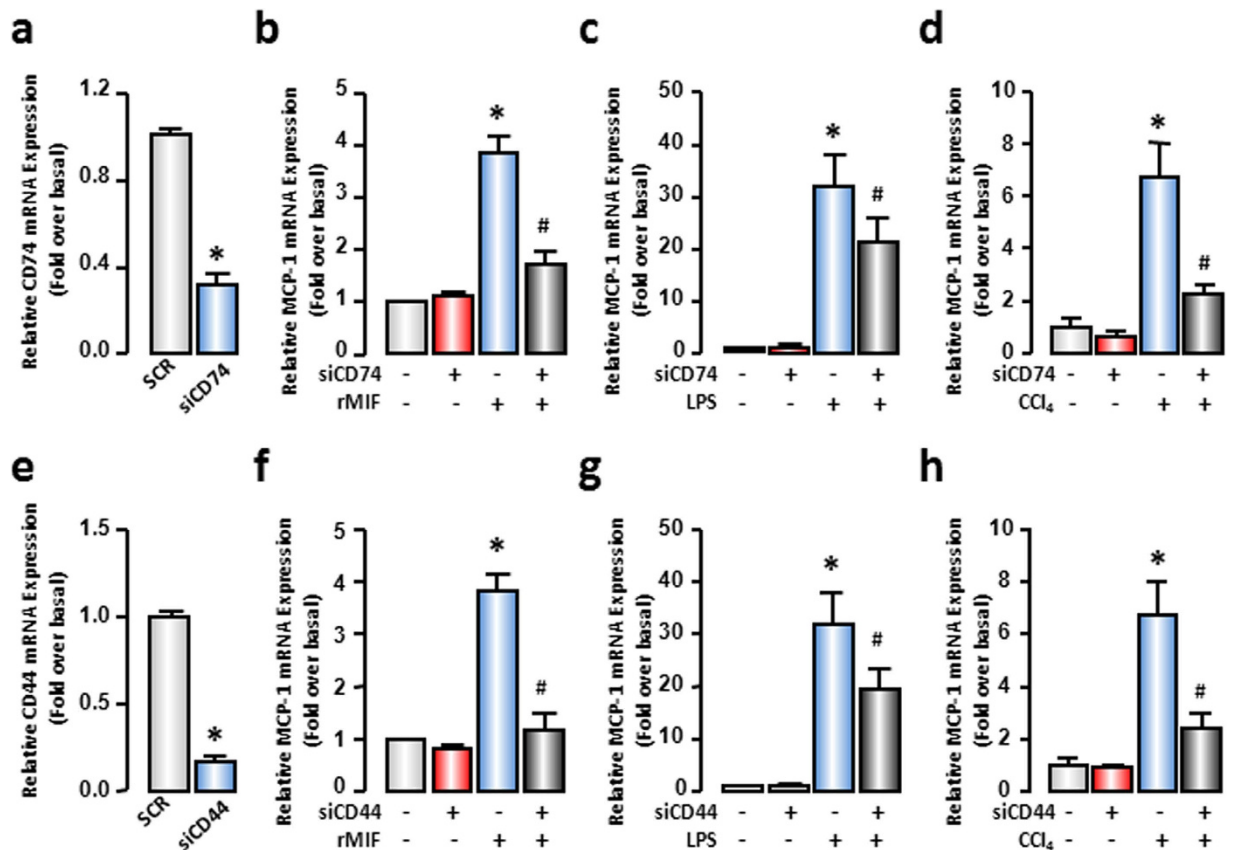 a
Relative CD74 mRNA Expression
(Fold over basal)
1.2
0.8
0.4
0.0
*
SCR
siCD74
b
Relative MCP-1 mRNA Expression
(Fold over basal)
5
4
3
2
1
0
*
#
siCD74 - + - +
rMIF - - + +
c
Relative MCP-1 mRNA Expression
(Fold over basal)
50
40
30
20
10
0
*
#
siCD74 - + - +
LPS - - + +
d
Relative MCP-1 mRNA Expression
(Fold over basal)
10
8
6
4
2
0
*
#
siCD74 - + - +
CCl₄ - - + +
e
Relative CD44 mRNA Expression
(Fold over basal)
1.5
1.0
0.5
0.0
*
SCR
siCD44
f
Relative MCP-1 mRNA Expression
(Fold over basal)
5
4
3
2
1
0
*
#
siCD44 - + - +
rMIF - - + +
g
Relative MCP-1 mRNA Expression
(Fold over basal)
50
40
30
20
10
0
*
#
siCD44 - + - +
LPS - - + +
h
Relative MCP-1 mRNA Expression
(Fold over basal)
10
8
6
4
2
0
*
#
siCD44 - + - +
CCl₄ - - + +